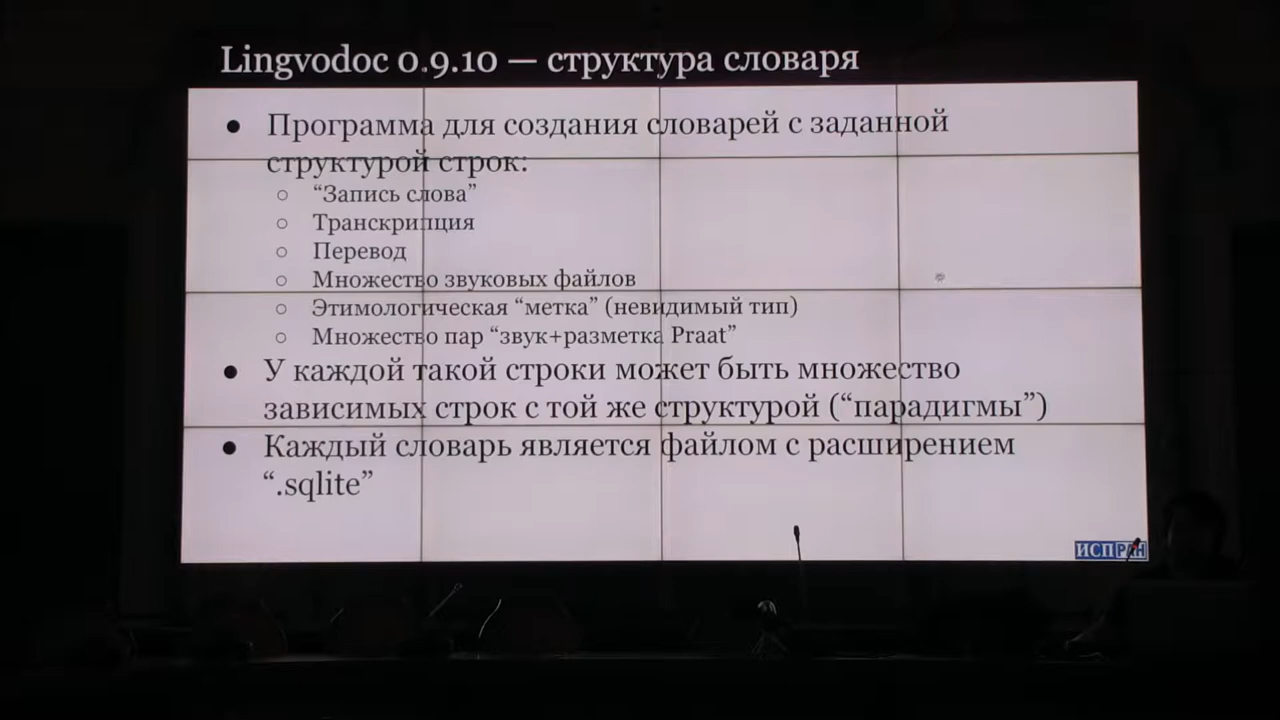 Lingvodoc 0.9.10 — структура словаря
● Программа для создания словарей с заданной
структурой строк:
○ “Запись слова”
○ Транскрипция
○ Перевод
○ Множество звуковых файлов
○ Этимологическая “метка” (невидимый тип)
○ Множество пар “звук+разметка Praat”
● У каждой такой строки может быть множество
зависимых строк с той же структурой (“парадигмы”)
● Каждый словарь является файлом с расширением
“.sqlite”
ИСП РАН